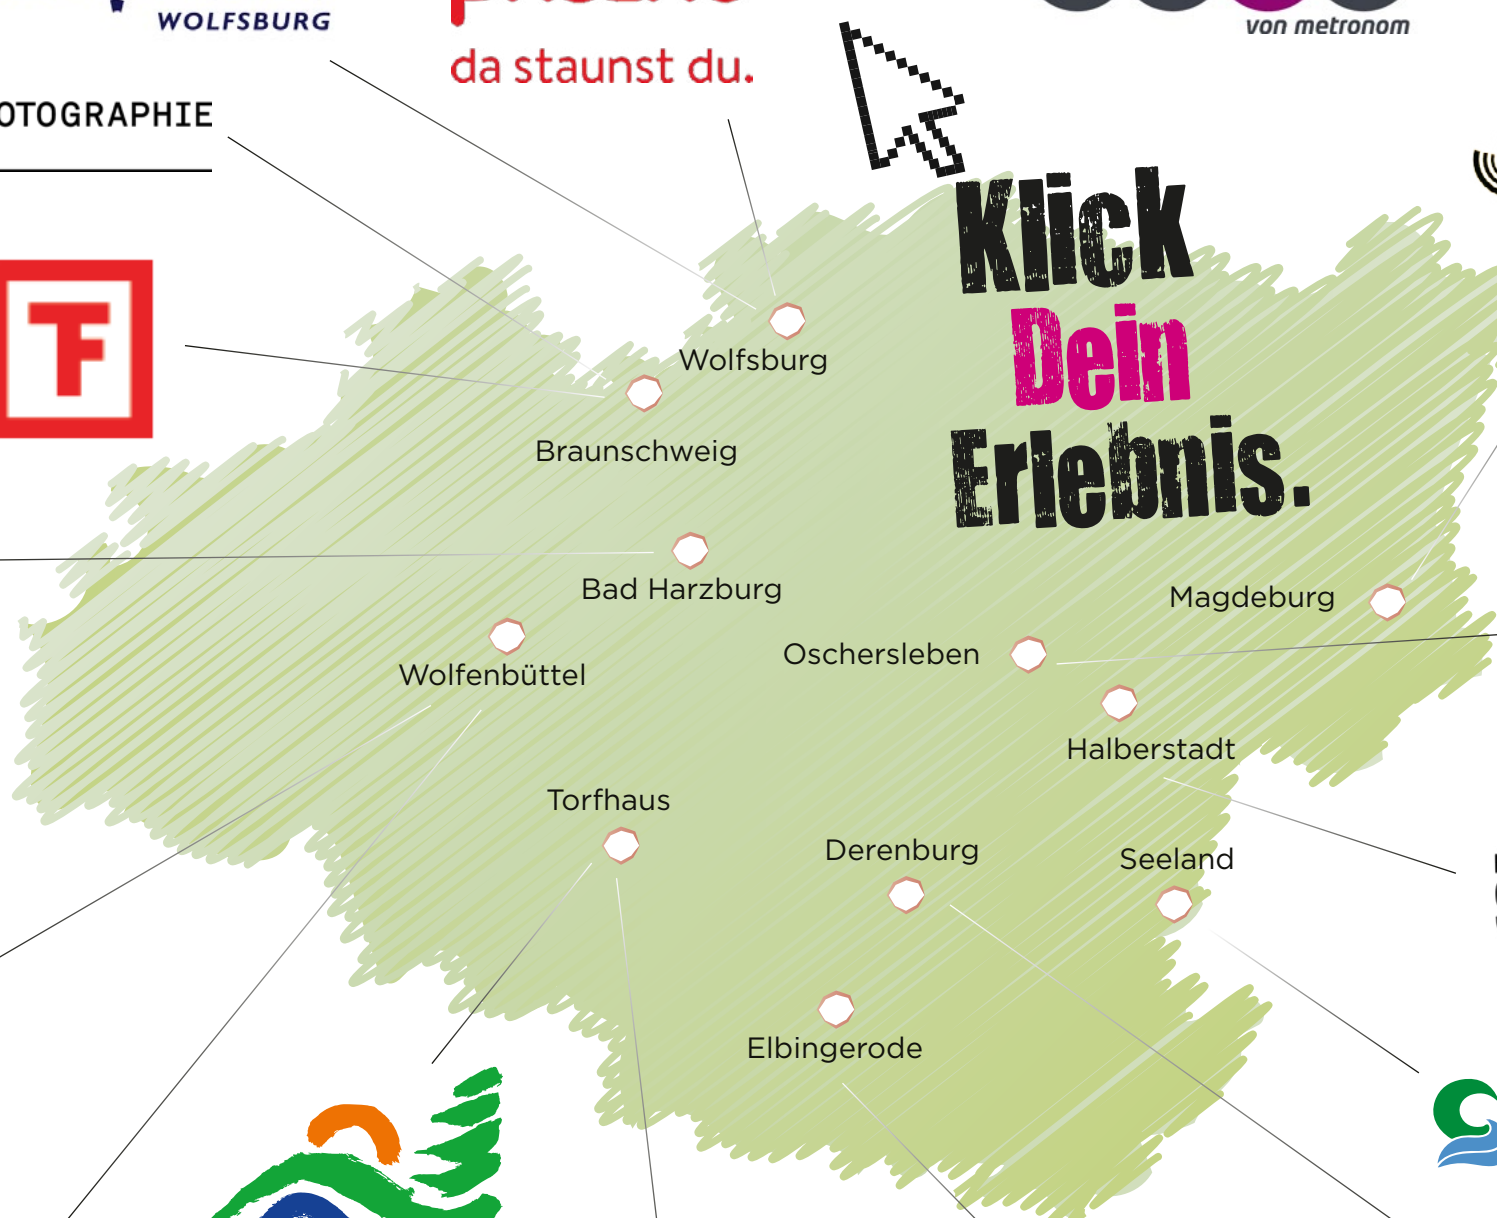 WOLFSBURG
da staunst du.
von metronom
OTOGRAPHIE
TF
Klick
Dein
Erlebnis.
Wolfsburg
Braunschweig
Bad Harzburg
Magdeburg
Oschersleben
Wolfenbüttel
Halberstadt
Torfhaus
Derenburg
Seeland
Elbingerode